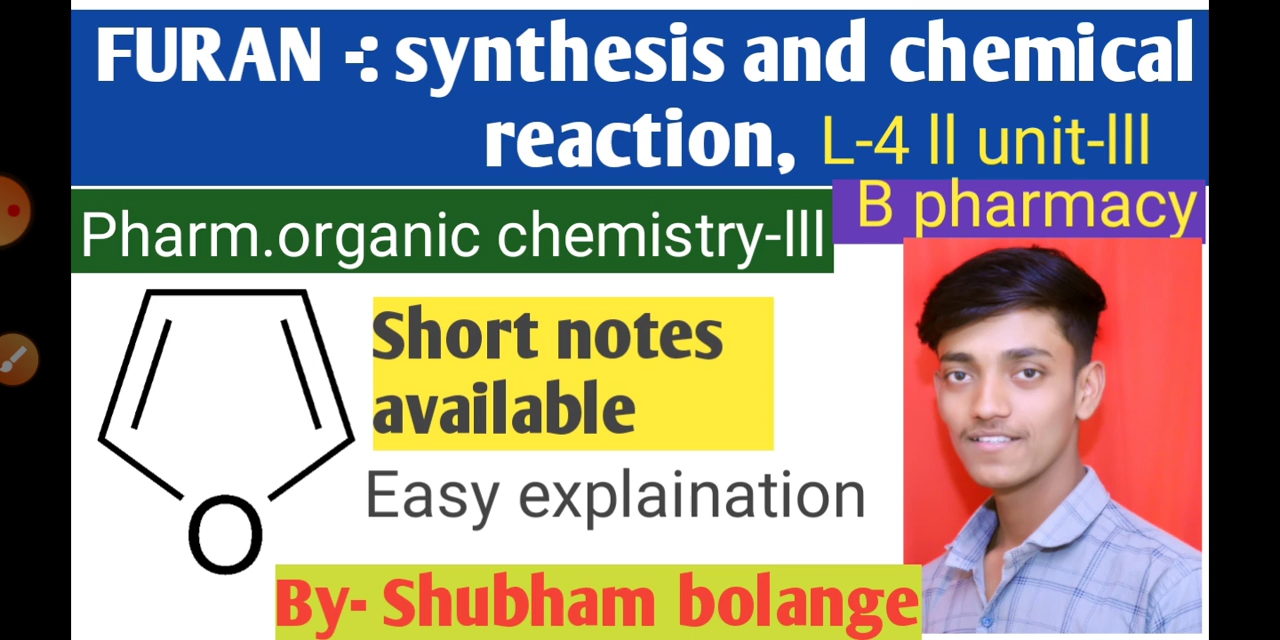 FURAN -: synthesis and chemical
reaction, L-4 ll unit-lll
Pharm.organic chemistry-lll
B pharmacy
Short notes
available
Easy explaination
O
By- Shubham bolange